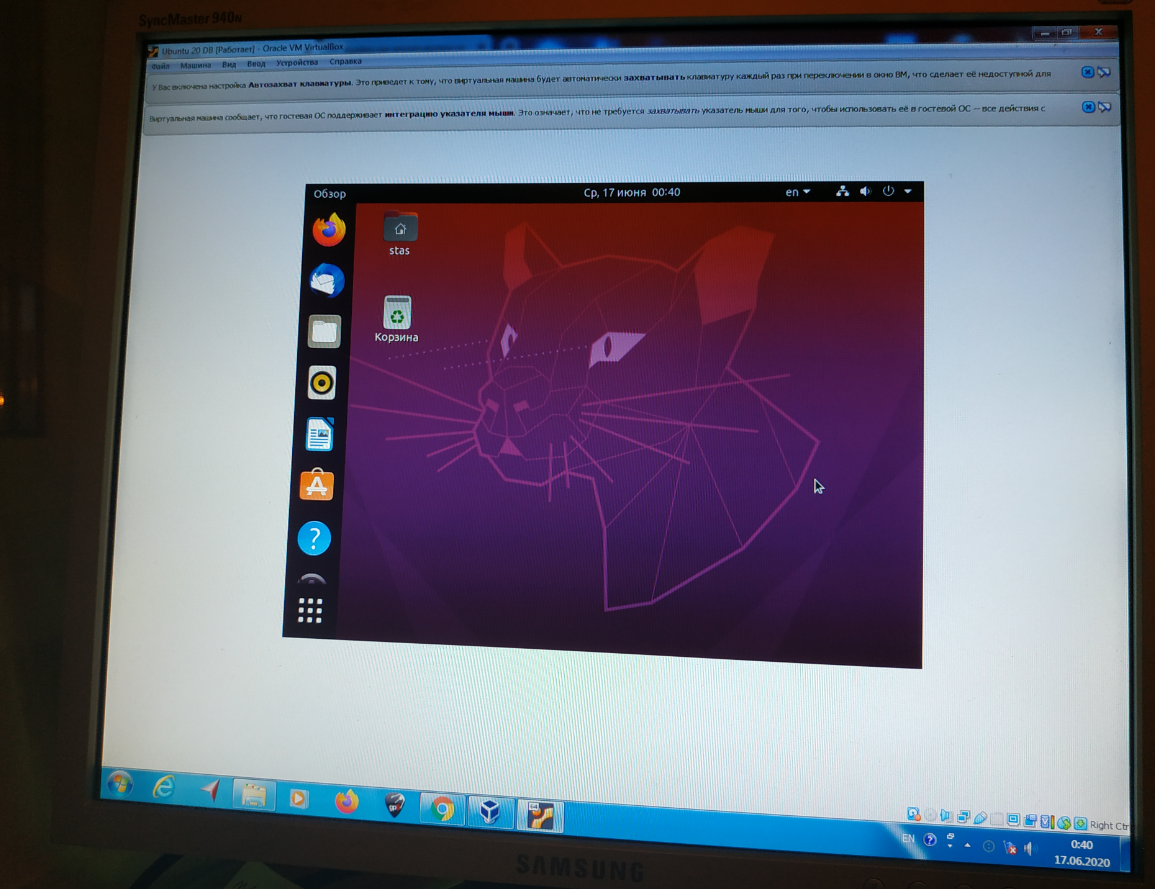 SyncMaster 940N
Ubuntu 20 DB [Работает] - Oracle VM VirtualBox
Файл Машина Вид Ввод Устройства Справка
У Вас включена настройка Автозахват клавиатуры. Это приведет к тому, что виртуальная машина будет автоматически захватывать клавиатуру каждый раз при переключении в окно ВМ, что сделает её недоступной для
Виртуальная машина сообщает, что гостевая ОС поддерживает интеграцию указателя мыши. Это означает, что не требуется захватывать указатель мыши для того, чтобы использовать её в гостевой ОС — все действия с
Обзор Ср, 17 июня 00:40 en
stas
Корзина
?
Right Ctrl
EN ? 0:40
17.06.2020
SAMSUNG